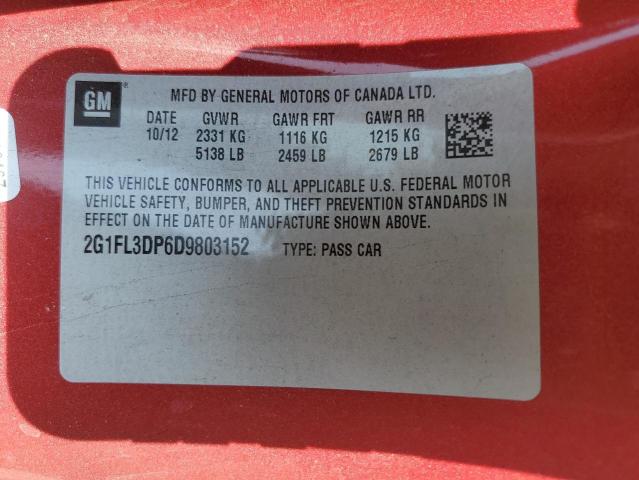 GM
MFD BY GENERAL MOTORS OF CANADA LTD.
DATE GVWR GAWR FRT GAWR RR
10/12 2331 KG 1116 KG 1215 KG
5138 LB 2459 LB 2679 LB
THIS VEHICLE CONFORMS TO ALL APPLICABLE U.S. FEDERAL MOTOR
VEHICLE SAFETY, BUMPER, AND THEFT PREVENTION STANDARDS IN
EFFECT ON THE DATE OF MANUFACTURE SHOWN ABOVE.
2G1FL3DP6D9803152 TYPE: PASS CAR